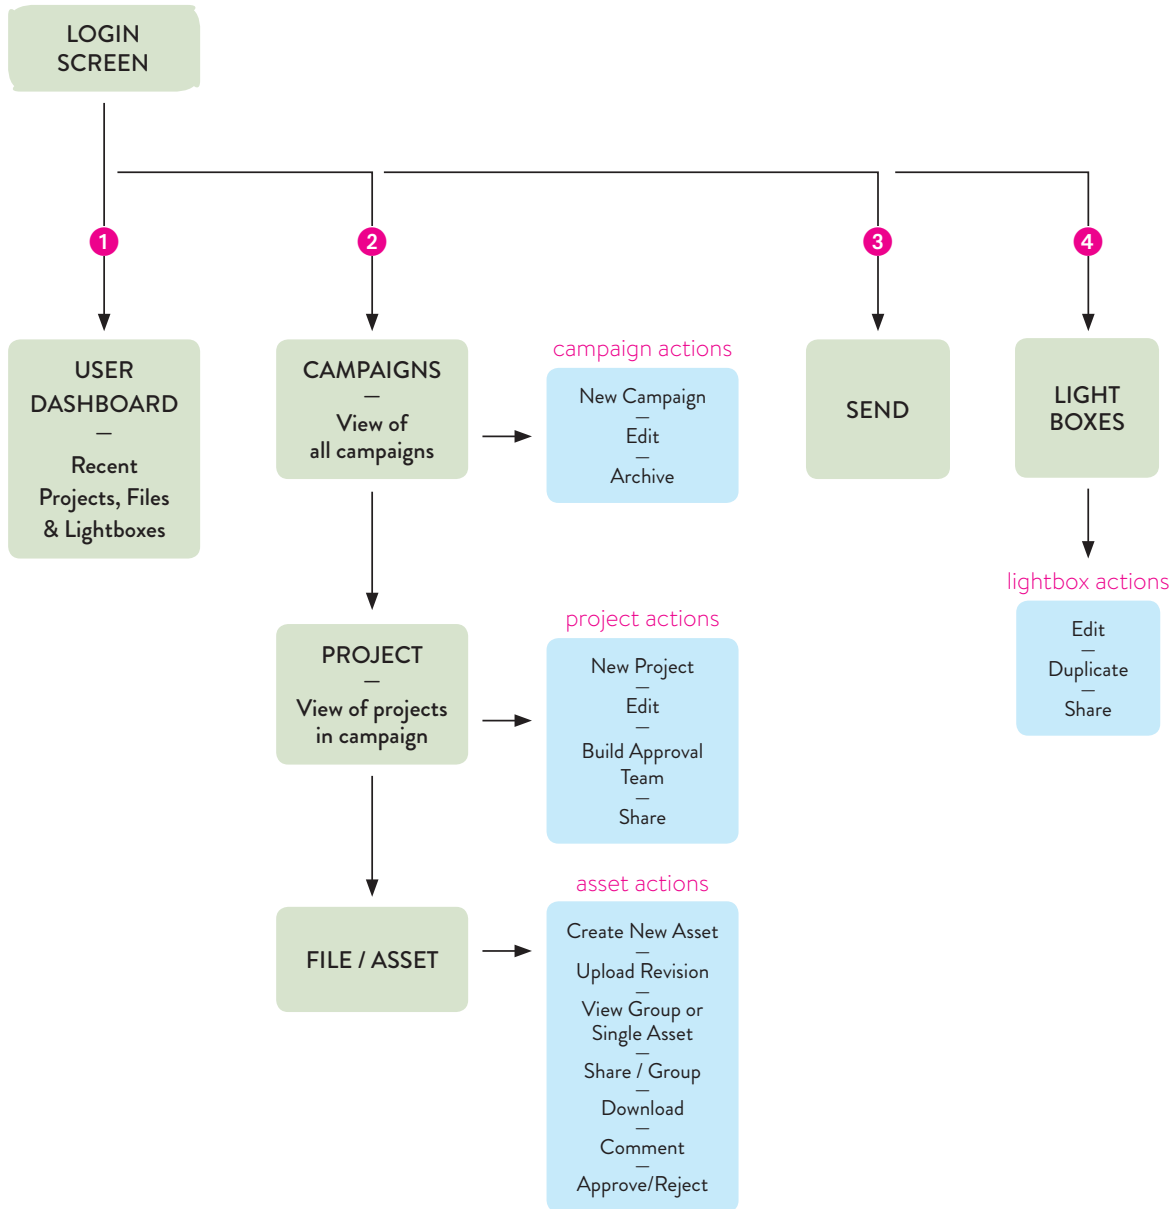 LOGIN
SCREEN
1
2
3
4
USER
DASHBOARD
—
Recent
Projects, Files
& Lightboxes
CAMPAIGNS
—
View of
all campaigns
campaign actions
New Campaign
—
Edit
—
Archive
SEND
LIGHT
BOXES
lightbox actions
Edit
—
Duplicate
—
Share
PROJECT
—
View of projects
in campaign
project actions
New Project
—
Edit
—
Build Approval
Team
—
Share
FILE / ASSET
asset actions
Create New Asset
—
Upload Revision
—
View Group or
Single Asset
—
Share / Group
—
Download
—
Comment
—
Approve/Reject